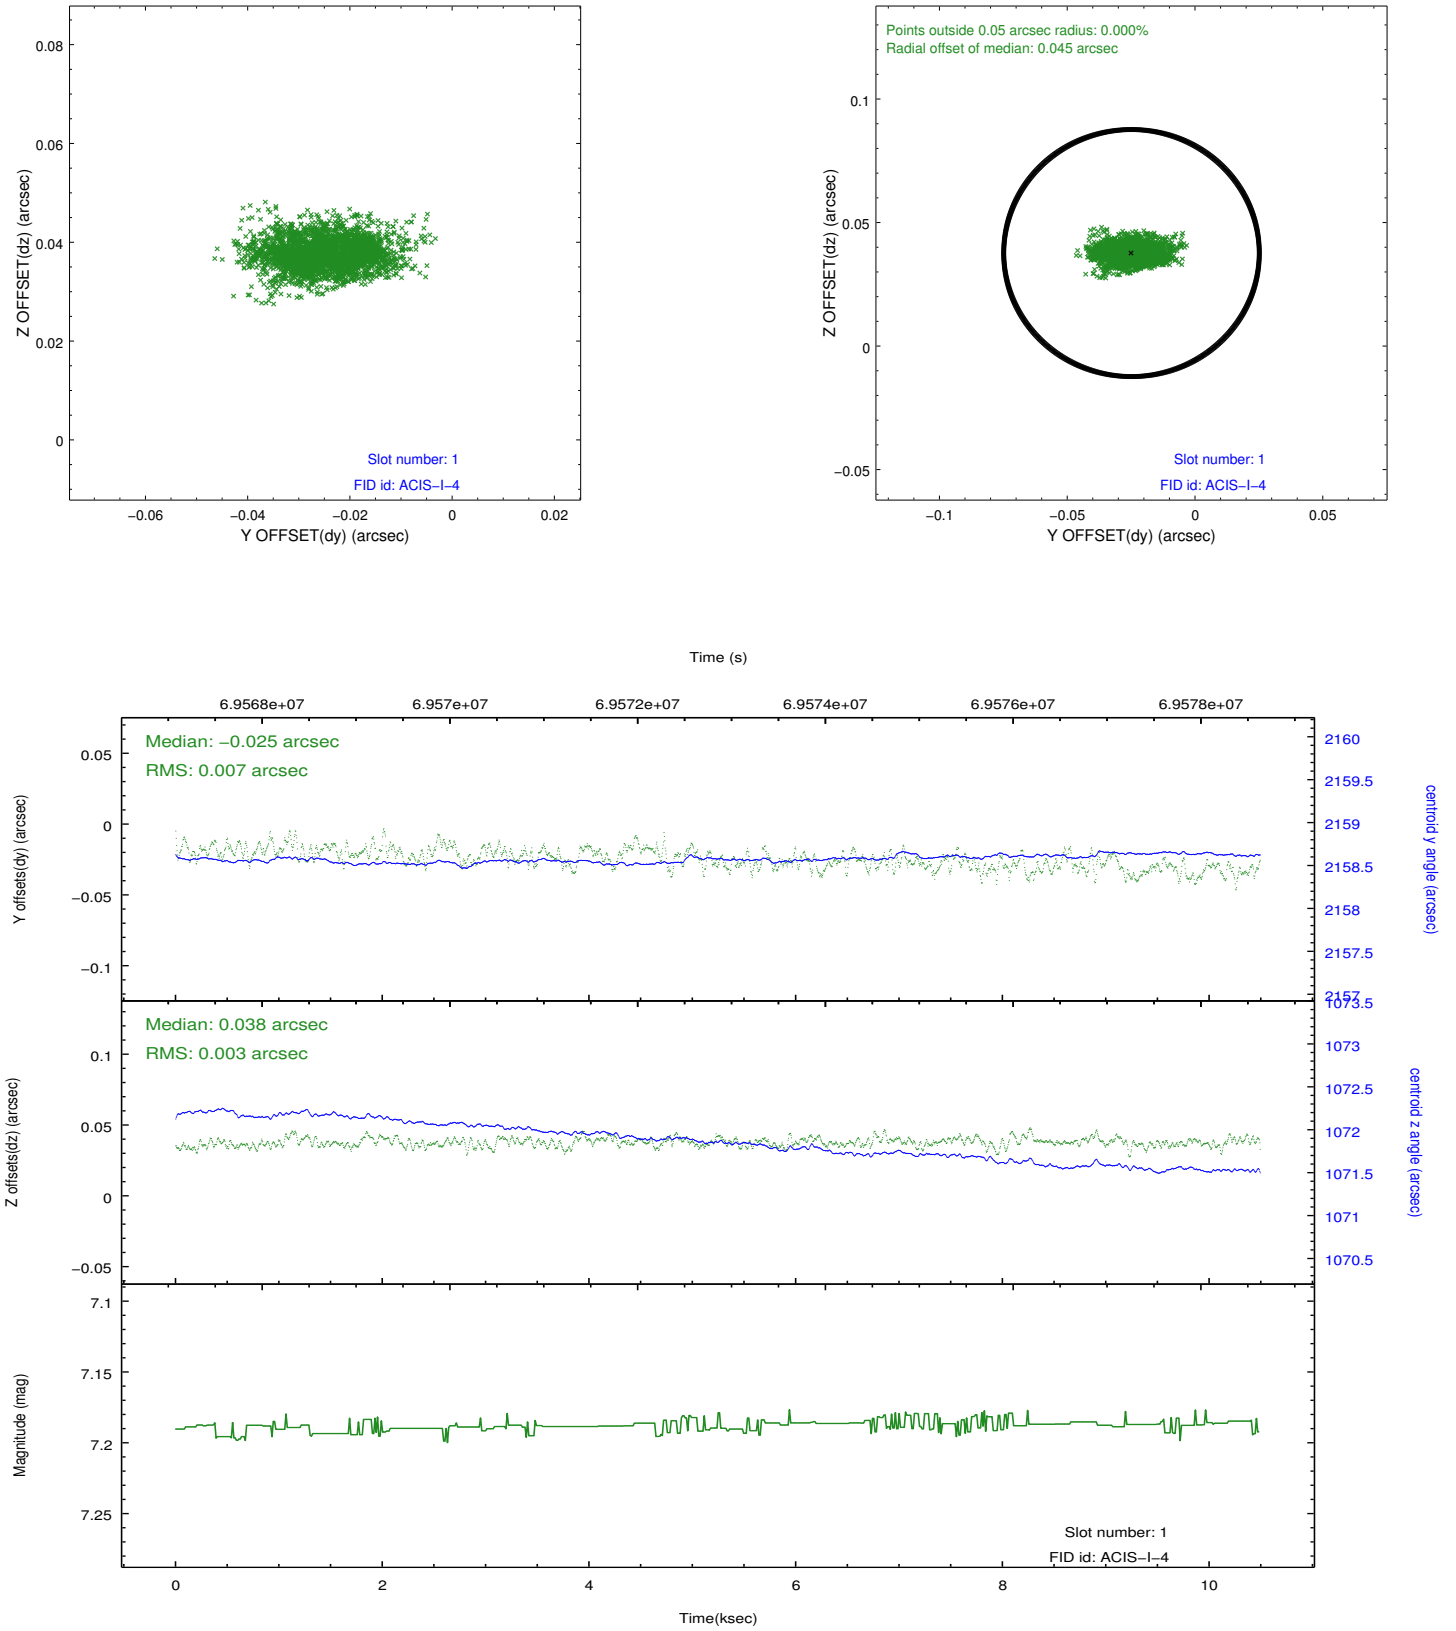 0.08
0.06
0.04
0.02
0
Z OFFSET(dz) (arcsec)
Slot number: 1
FID id: ACIS−I−4
−0.06
−0.04
−0.02
0
0.02
Y OFFSET(dy) (arcsec)
Points outside 0.05 arcsec radius: 0.000%
Radial offset of median: 0.045 arcsec
0.1
0.05
0
−0.05
Z OFFSET(dz) (arcsec)
Slot number: 1
FID id: ACIS−I−4
−0.1
−0.05
0
0.05
Y OFFSET(dy) (arcsec)
Time (s)
6.9568e+07
6.957e+07
6.9572e+07
6.9574e+07
6.9576e+07
6.9578e+07
Median: −0.025 arcsec
RMS: 0.007 arcsec
0.05
0
−0.05
−0.1
Y offsets(dy) (arcsec)
2160
2159.5
2159
2158.5
2158
2157.5
2157
centroid y angle (arcsec)
Median: 0.038 arcsec
RMS: 0.003 arcsec
0.1
0.05
0
−0.05
Z offsets(dz) (arcsec)
1073.5
1073
1072.5
1072
1071.5
1071
1070.5
centroid z angle (arcsec)
7.1
7.15
7.2
7.25
Magnitude (mag)
Slot number: 1
FID id: ACIS−I−4
0
2
4
6
8
10
Time(ksec)